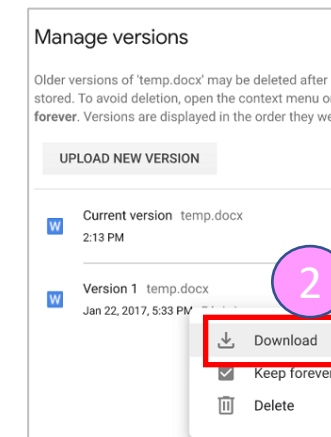 Manage versions
Older versions of 'temp.docx' may be deleted after
stored. To avoid deletion, open the context menu
forever. Versions are displayed in the order they
UPLOAD NEW VERSION
W
Current version temp.docx
2:13 PM
2
W
Version 1 temp.docx
Jan 22, 2017, 5:33 PM
Download
Keep forever
Delete